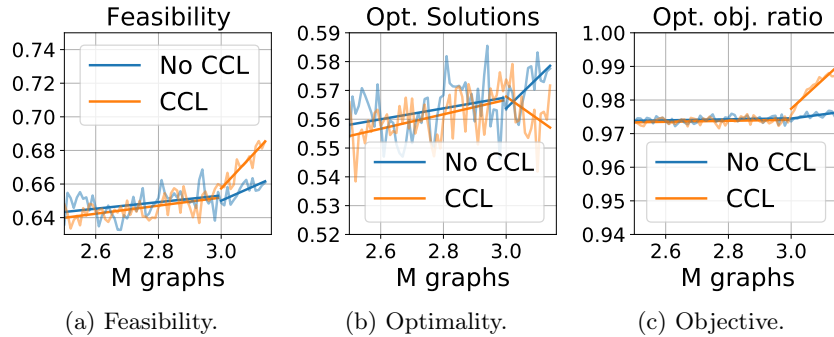 Feasibility
0.74
0.72
0.70
0.68
0.66
0.64
2.6 2.8 3.0
M graphs
No CCL
CCL
(a) Feasibility.
Opt. Solutions
0.59
0.58
0.57
0.56
0.55
0.54
0.53
0.52
2.6 2.8 3.0
M graphs
No CCL
CCL
(b) Optimality.
Opt. obj. ratio
1.00
0.99
0.98
0.97
0.96
0.95
0.94
2.6 2.8 3.0
M graphs
No CCL
CCL
(c) Objective.